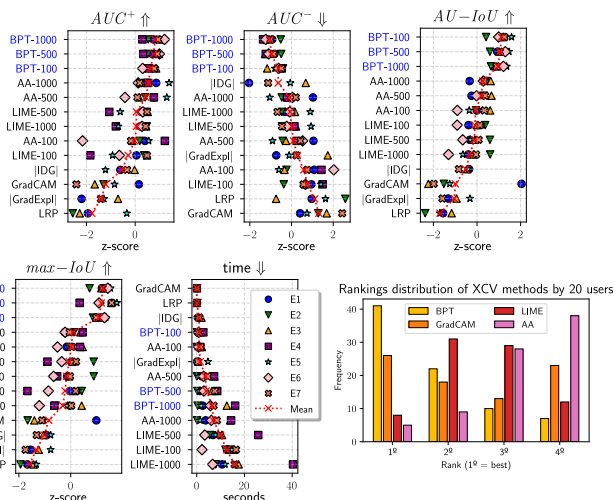 AUC⁺ ⇑
BPT-1000
BPT-500
BPT-100
AA-1000
AA-500
LIME-500
LIME-1000
AA-100
LIME-100
|IDG|
GradCAM
|GradExpl|
LRP
−2 0
z-score
AUC⁻ ⇓
BPT-1000
BPT-500
BPT-100
|IDG|
AA-1000
LIME-500
LIME-1000
AA-500
|GradExpl|
AA-100
LIME-100
LRP
GradCAM
−2 0 2
z-score
AU−IoU ⇑
BPT-100
BPT-500
BPT-1000
AA-1000
AA-500
AA-100
LIME-100
LIME-500
LIME-1000
|IDG|
GradCAM
|GradExpl|
LRP
−2 0 2
z-score
max−IoU ⇑
−2 0
z-score
time ⇓
GradCAM
LRP
|IDG|
BPT-100
AA-100
|GradExpl|
AA-500
BPT-500
BPT-1000
AA-1000
LIME-500
LIME-100
LIME-1000
0 20 40
seconds
E1
E2
E3
E4
E5
E6
E7
Mean
Rankings distribution of XCV methods by 20 users
BPT
GradCAM
LIME
AA
Frequency
40
30
20
10
0
1º 2º 3º 4º
Rank (1º = best)